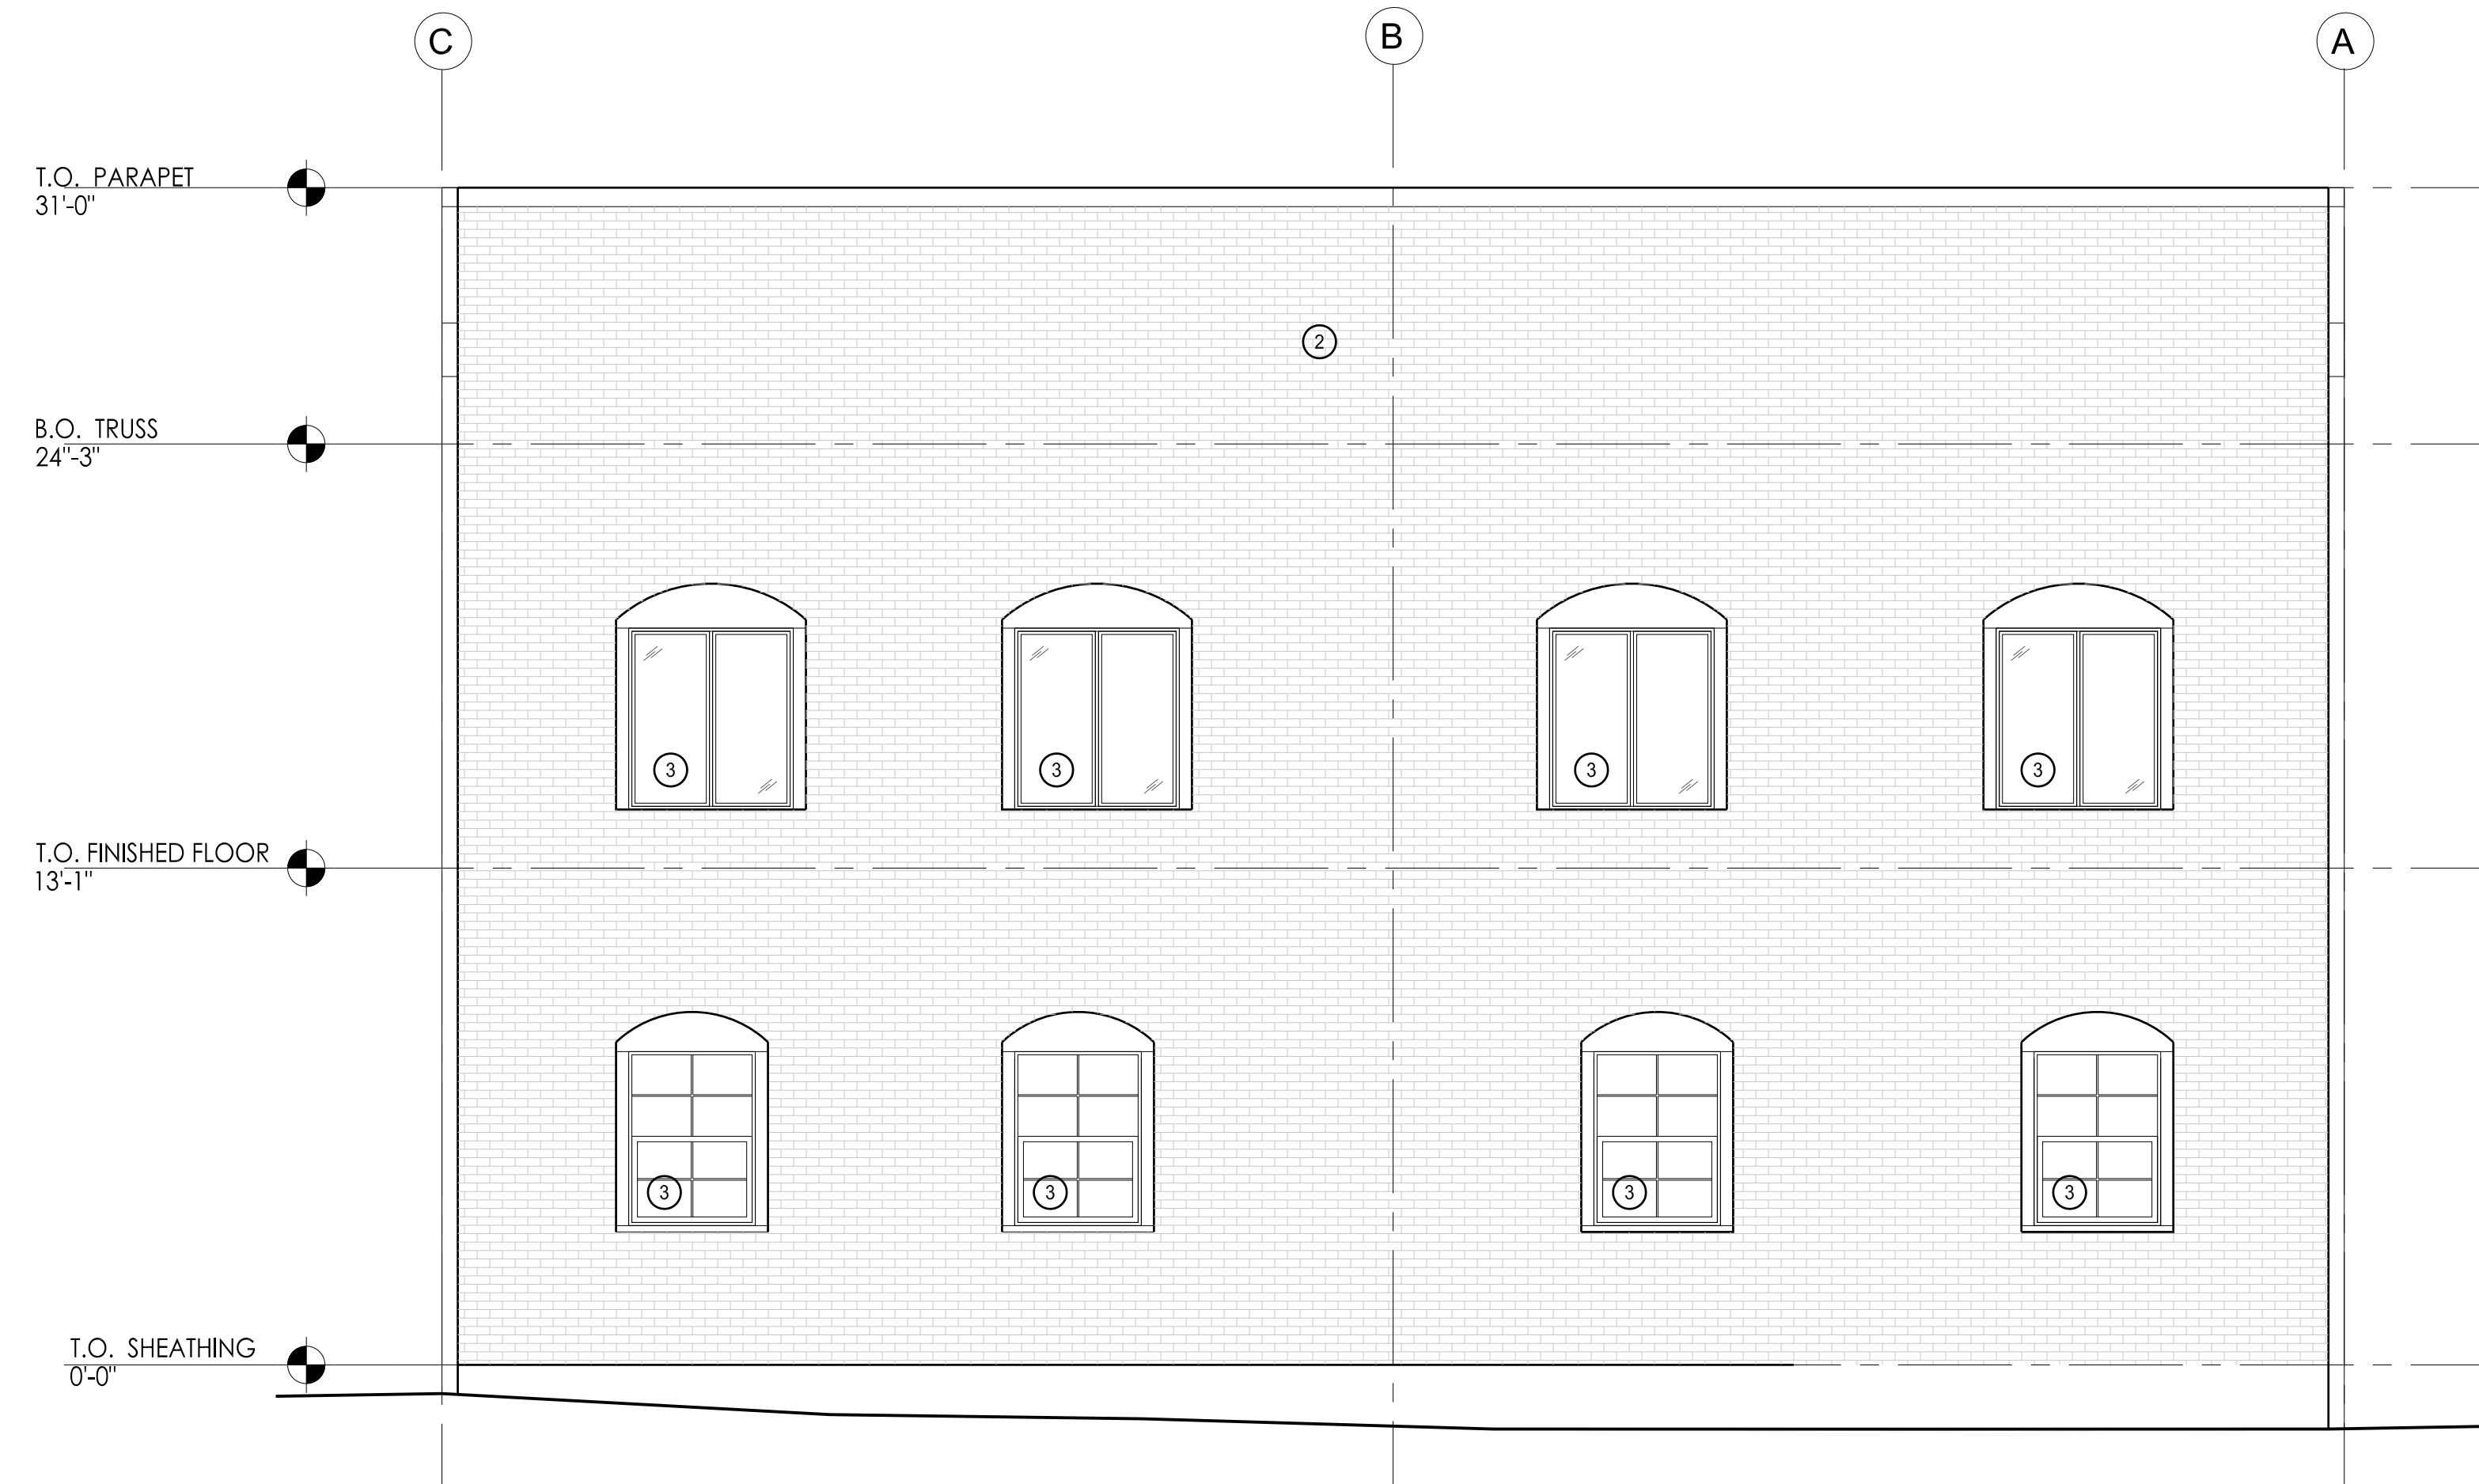 C
B
A
T.O. PARAPET
31'-0"
2
B.O. TRUSS
24"-3"
3
3
3
3
T.O. FINISHED FLOOR
13'-1"
3
3
3
3
T.O. SHEATHING
0'-0"